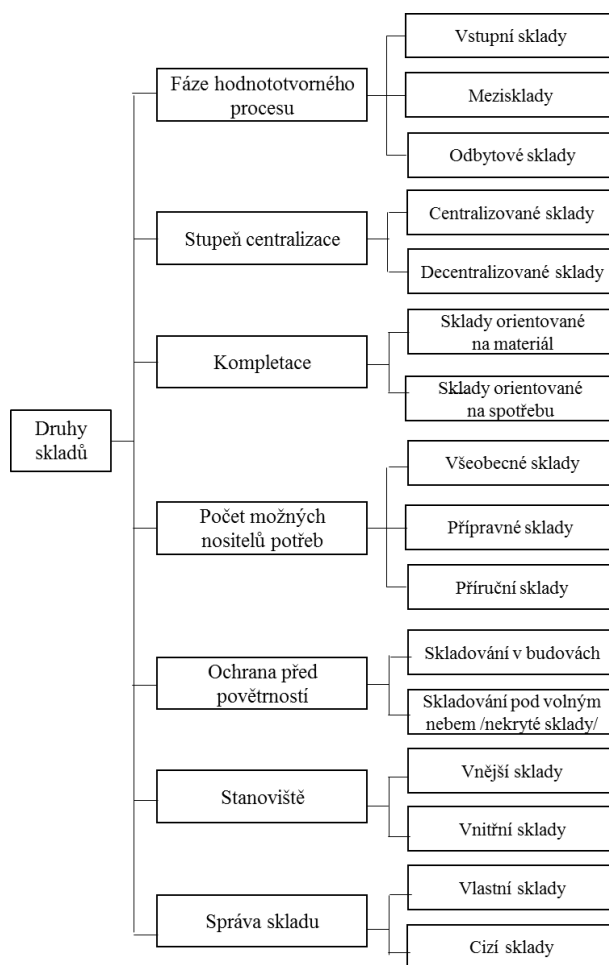 Druhy
skladů
Fáze hodnototvorného
procesu
Vstupní sklady
Mezisklady
Odbytové sklady
Stupeň centralizace
Centralizované sklady
Decentralizované sklady
Kompletace
Sklady orientované
na materiál
Sklady orientované
na spotřebu
Počet možných
nositelů potřeb
Všeobecné sklady
Přípravné sklady
Příruční sklady
Ochrana před
povětrností
Skladování v budovách
Skladování pod volným
nebem /nekryté sklady/
Stanoviště
Vnější sklady
Vnitřní sklady
Správa skladu
Vlastní sklady
Cizí sklady